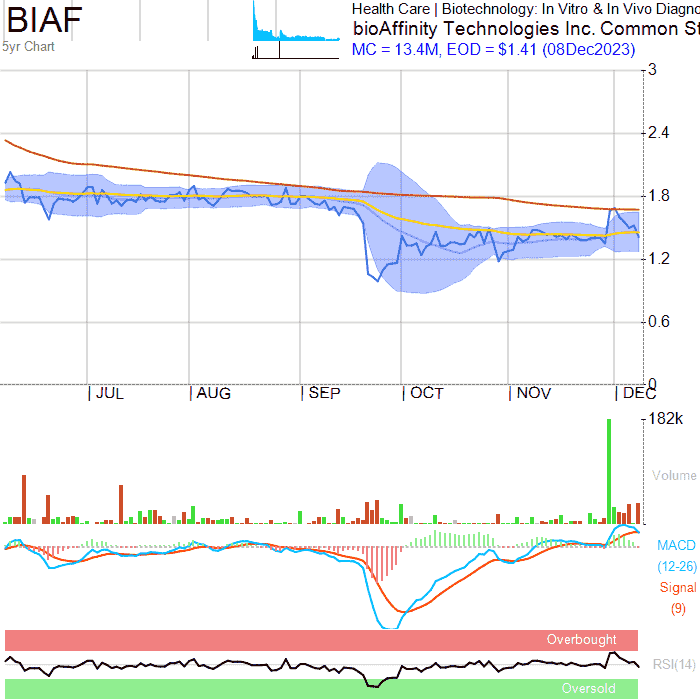 BIAF
5yr Chart
Health Care | Biotechnology: In Vitro & In Vivo Diagno
bioAffinity Technologies Inc. Common St
MC = 13.4M, EOD = $1.41 (08Dec2023)
3
2.4
1.8
1.2
0.6
0
JUL AUG SEP OCT NOV DEC
182k
Volume
MACD
(12-26)
Signal
(9)
Overbought
RSI(14)
Oversold